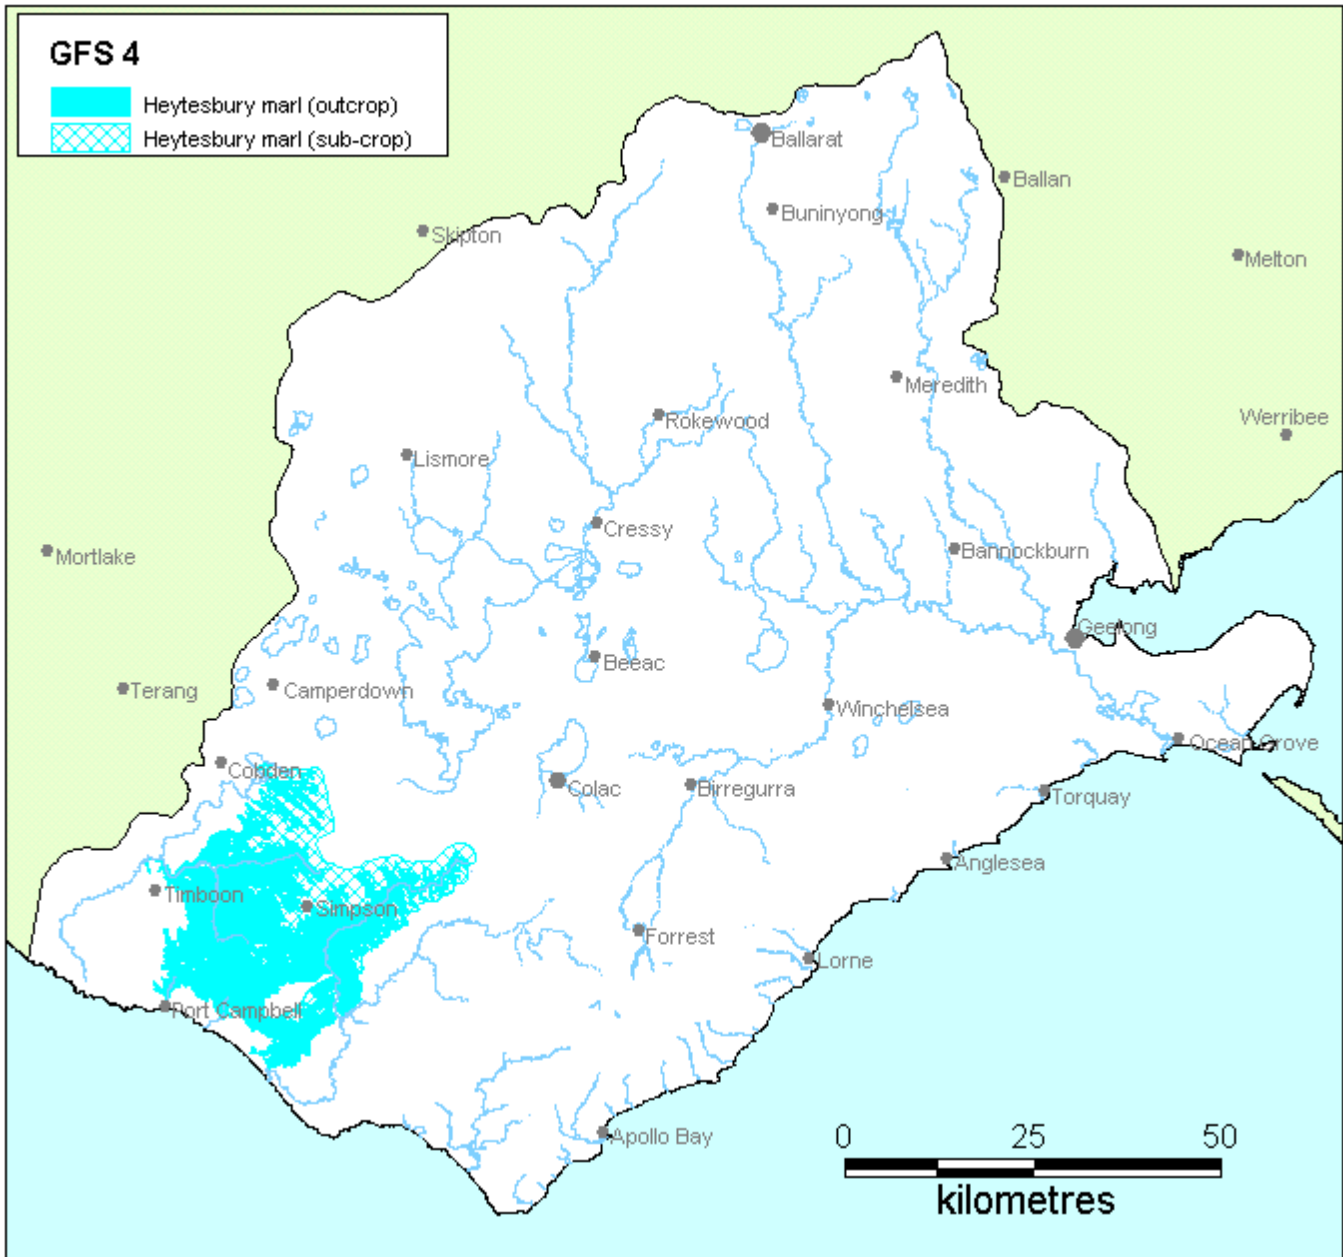 GFS 4
Heytesbury marl (outcrop)
Heytesbury marl (sub-crop)
Ballarat
Ballan
Buninyong
Skipton
Melton
Meredith
Rokewood
Werribee
Lismore
Cressy
Mortlake
Bannockburn
Geelong
Beeac
Terang
Camperdown
Winchelsea
Ocean Grove
Cobden
Colac
Birregurra
Torquay
Anglesea
Timboon
Simpson
Forrest
Lorne
Port Campbell
Apollo Bay
0 25 50
kilometres